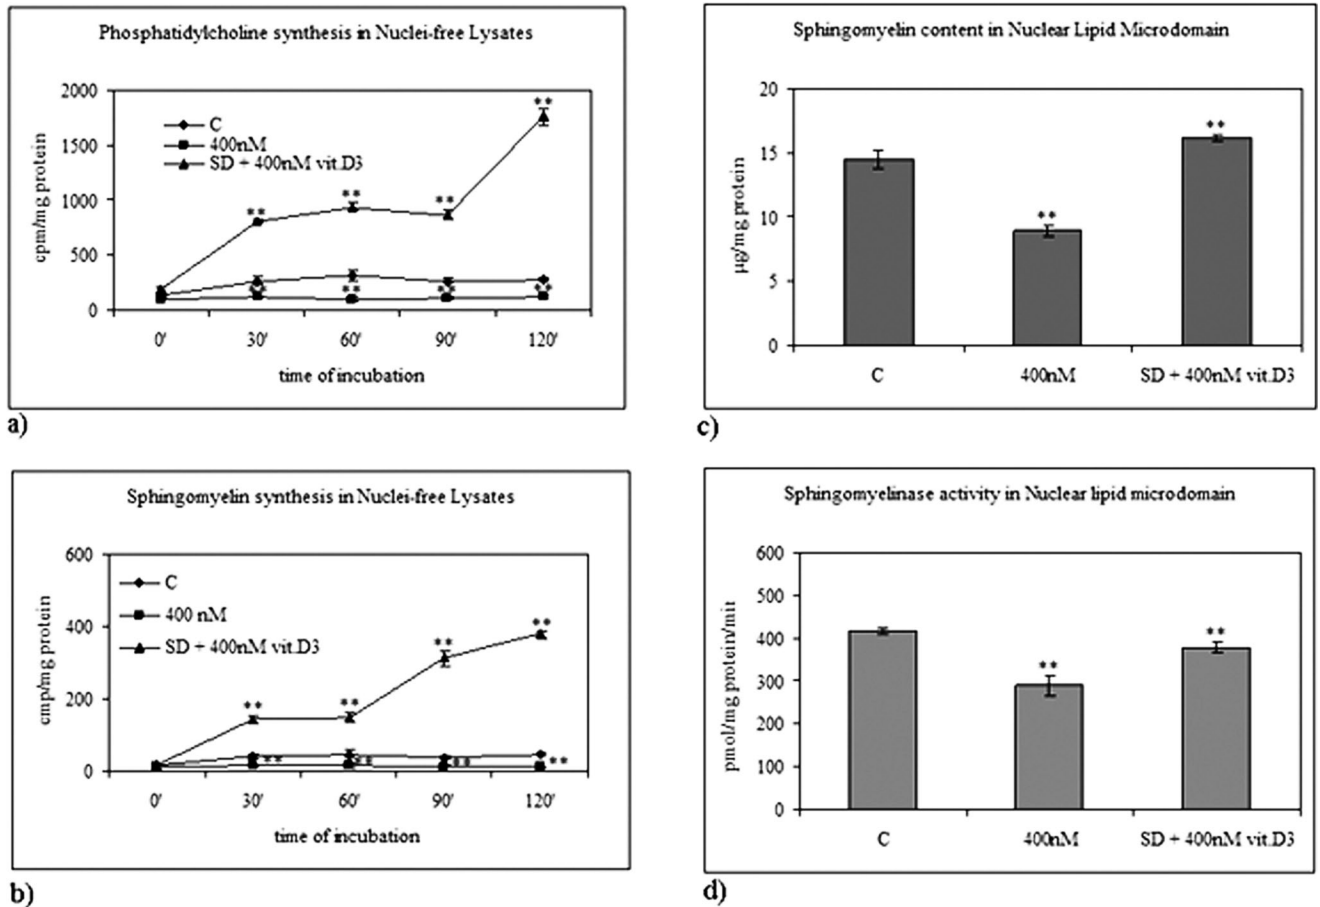 Phosphatidylcholine synthesis in Nuclei-free Lysates
2000
1500
1000
500
0
cpm/mg protein
C
400nM
SD + 400nM vit.D3
**
**
**
**
**
**
**
**
0'
30'
60'
90'
120'
time of incubation
a)
Sphingomyelin content in Nuclear Lipid Microdomain
20
15
10
5
0
µg/mg protein
**
**
C
400nM
SD + 400nM vit.D3
c)
Sphingomyelin synthesis in Nuclei-free Lysates
600
400
200
0
cmp/mg protein
C
400 nM
SD + 400nM vit.D3
**
**
**
**
**
**
**
**
0'
30'
60'
90'
120'
time of incubation
b)
Sphingomyelinase activity in Nuclear lipid microdomain
600
500
400
300
200
100
0
pmol/mg protein/min
**
**
C
400nM
SD + 400nM vit.D3
d)